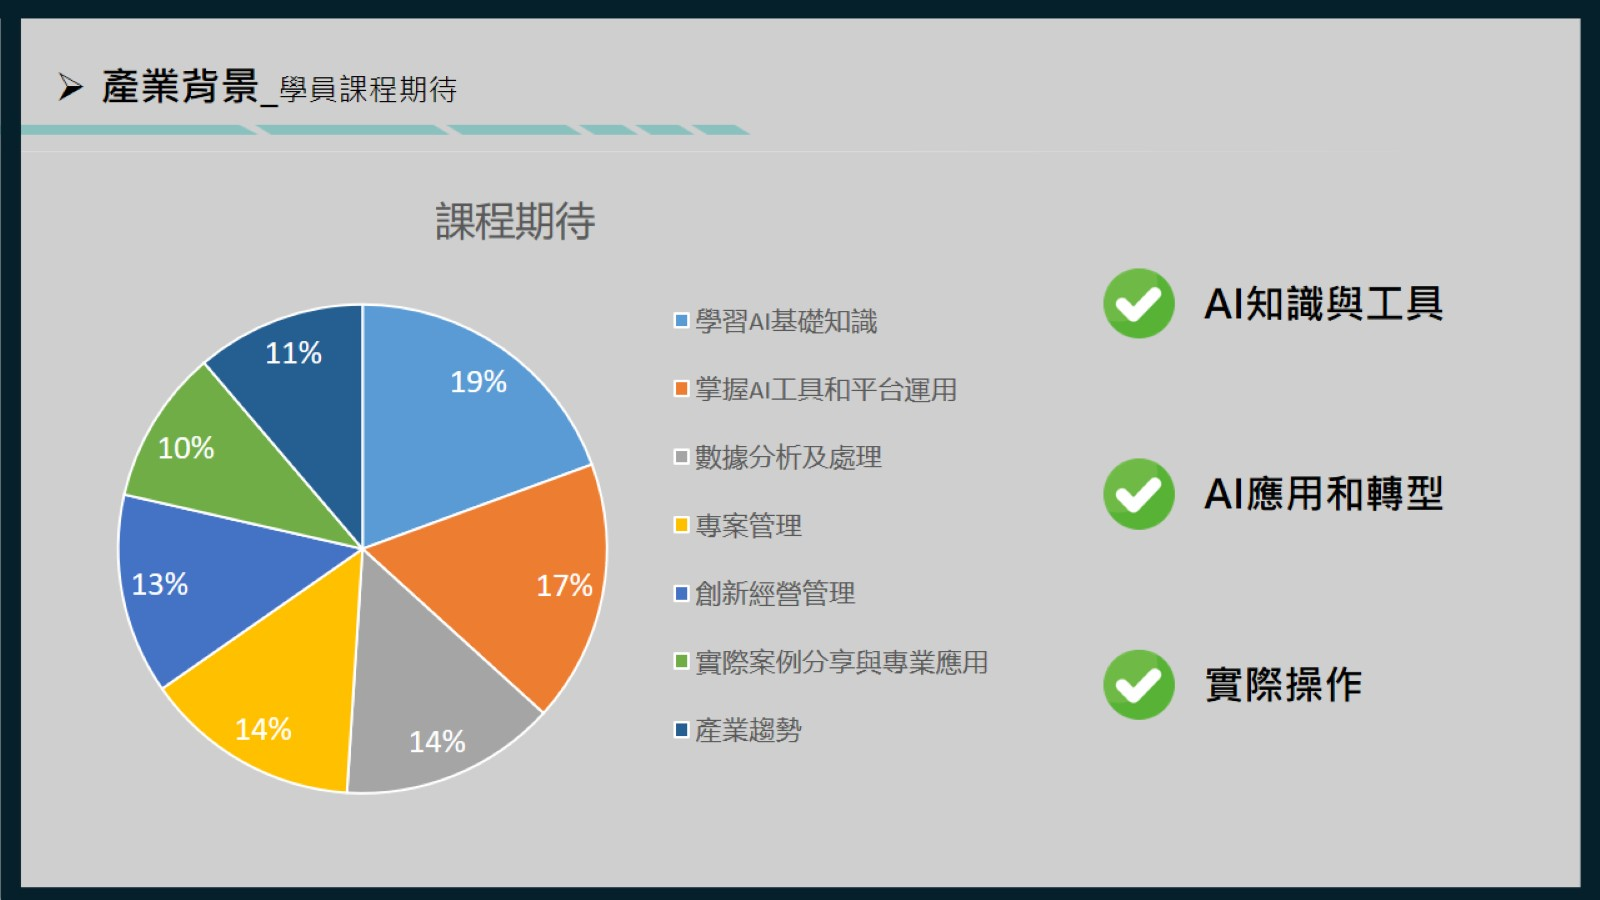 產業背景_學員課程期待
課程期待
19%
17%
14%
14%
13%
10%
11%
學習AI基礎知識
掌握AI工具和平台運用
數據分析及處理
專案管理
創新經營管理
實際案例分享與專業應用
產業趨勢
AI知識與工具
AI應用和轉型
實際操作